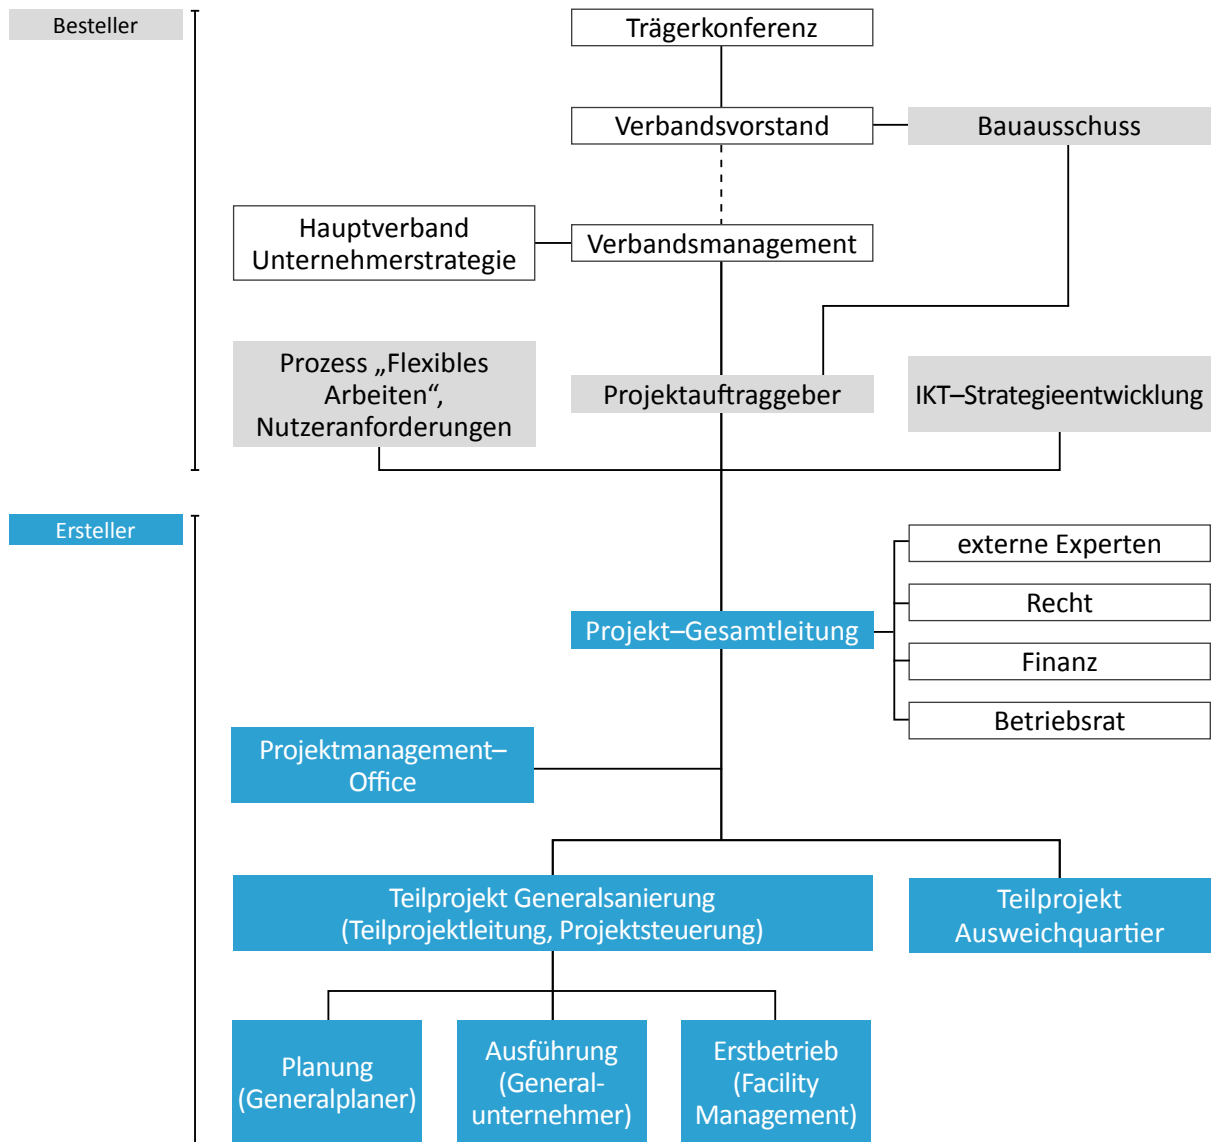 Besteller
Trägerkonferenz
Verbandsvorstand
Bauausschuss
Hauptverband
Unternehmerstrategie
Verbandsmanagement
Prozess „Flexibles
Arbeiten“,
Nutzeranforderungen
Projektauftraggeber
IKT–Strategieentwicklung
Ersteller
externe Experten
Recht
Projekt–Gesamtleitung
Finanz
Betriebsrat
Projektmanagement–
Office
Teilprojekt Generalsanierung
(Teilprojektleitung, Projektsteuerung)
Teilprojekt
Ausweichquartier
Planung
(Generalplaner)
Ausführung
(General-
unternehmer)
Erstbetrieb
(Facility
Management)